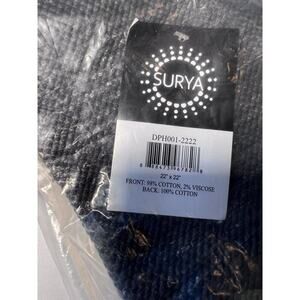 SURYA
DPH001-2222
22" x 22"
FRONT: 98% COTTON, 2% VISCOSE
BACK: 100% COTTON